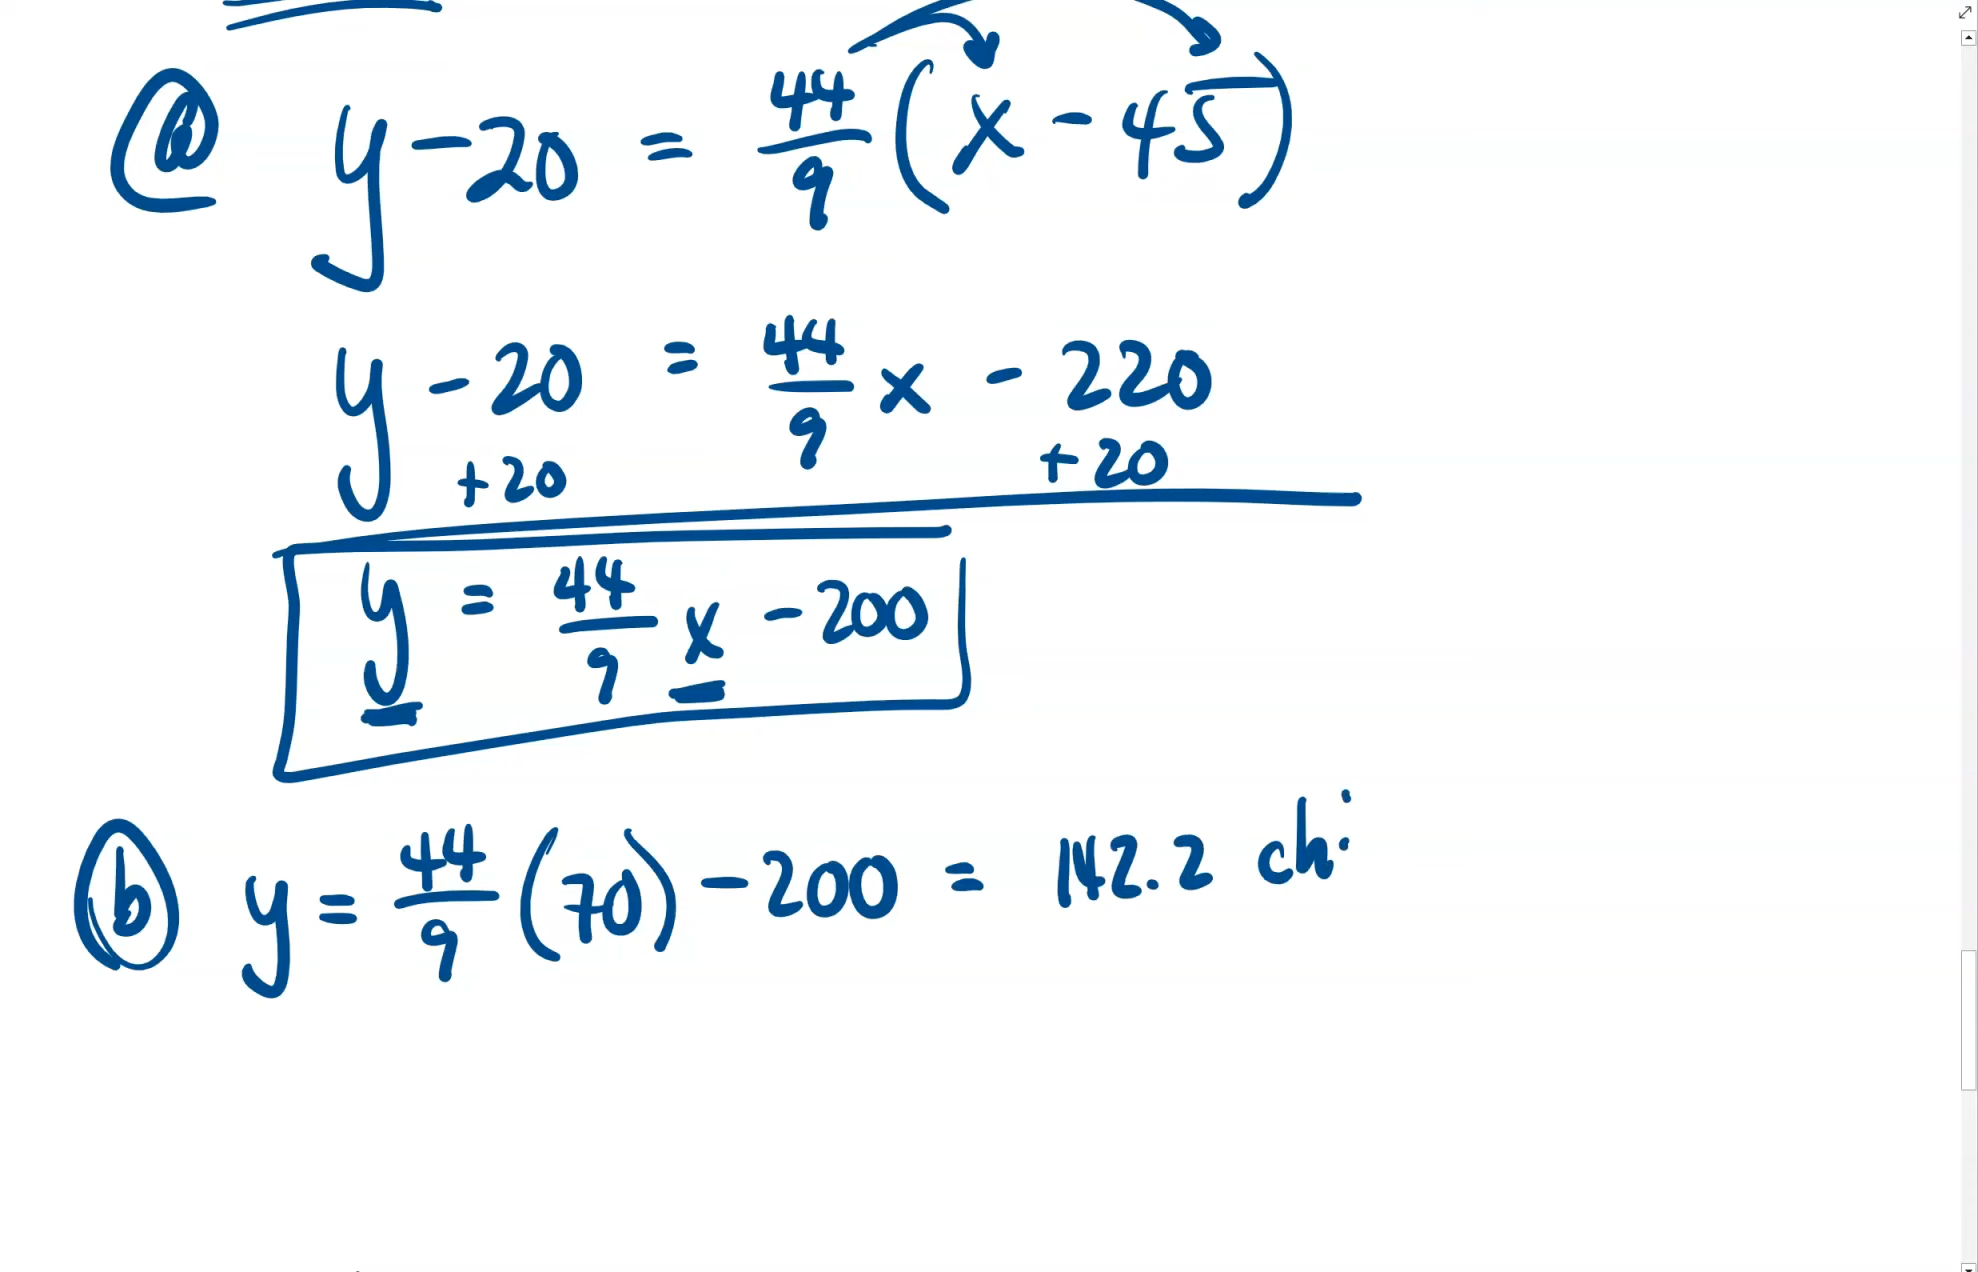 (a) y - 20 = 44/9 (x - 45)
y - 20 = 44/9 x - 220
+20 +20
y = 44/9 x - 200
(b) y = 44/9 (70) - 200 = 142.2 chi